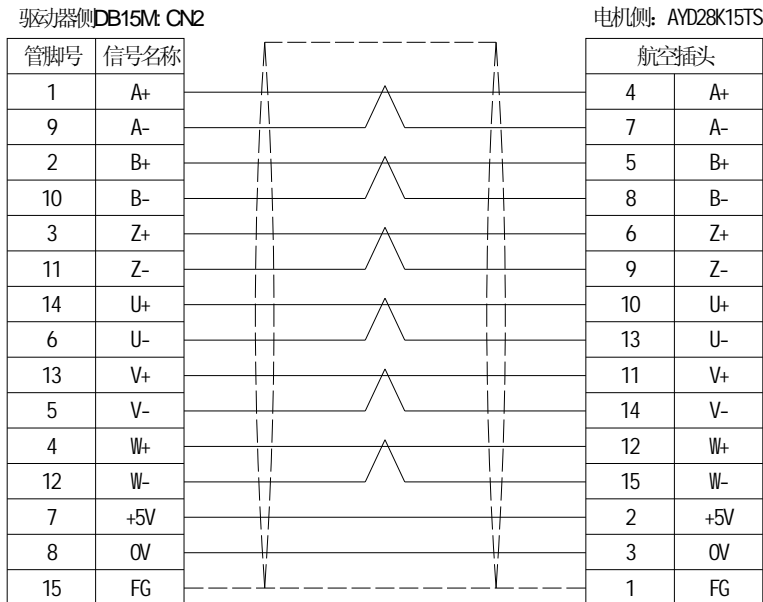 驱动器侧DB15M: CN2 电机侧: AYD28K15TS
管脚号 信号名称 航空插头
1 A+ 4 A+
9 A- 7 A-
2 B+ 5 B+
10 B- 8 B-
3 Z+ 6 Z+
11 Z- 9 Z-
14 U+ 10 U+
6 U- 13 U-
13 V+ 11 V+
5 V- 14 V-
4 W+ 12 W+
12 W- 15 W-
7 +5V 2 +5V
8 0V 3 0V
15 FG 1 FG